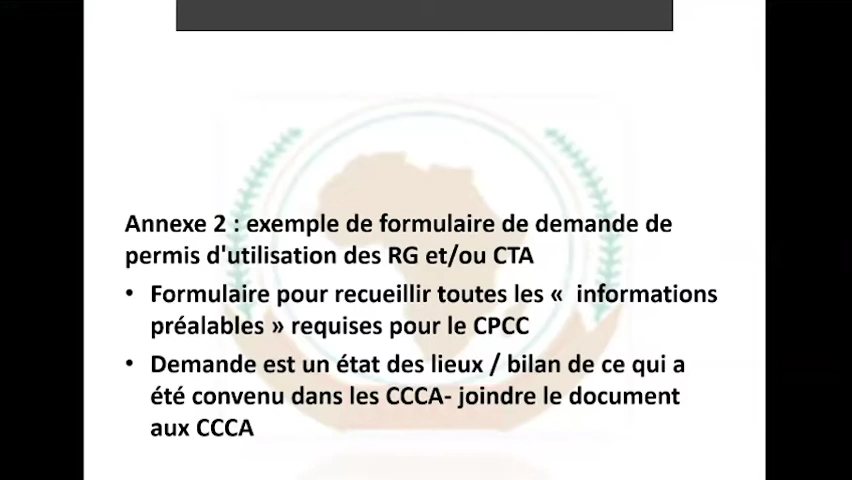 Annexe 2 : exemple de formulaire de demande de
permis d'utilisation des RG et/ou CTA
• Formulaire pour recueillir toutes les «  informations
préalables » requises pour le CPCC
• Demande est un état des lieux / bilan de ce qui a
été convenu dans les CCCA- joindre le document
aux CCCA